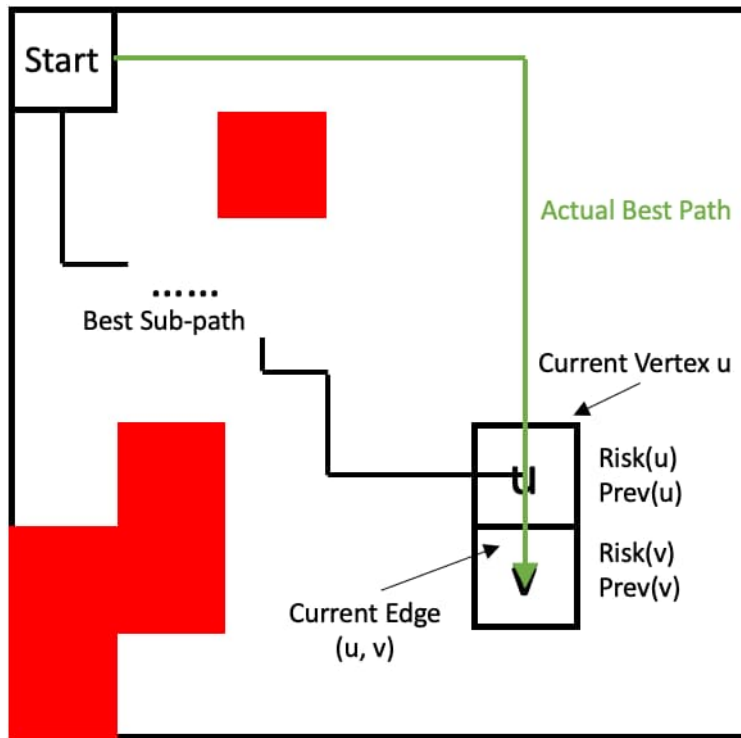 Start
Actual Best Path
......
Best Sub-path
Current Vertex u
u
Risk(u)
Prev(u)
v
Risk(v)
Prev(v)
Current Edge
(u, v)